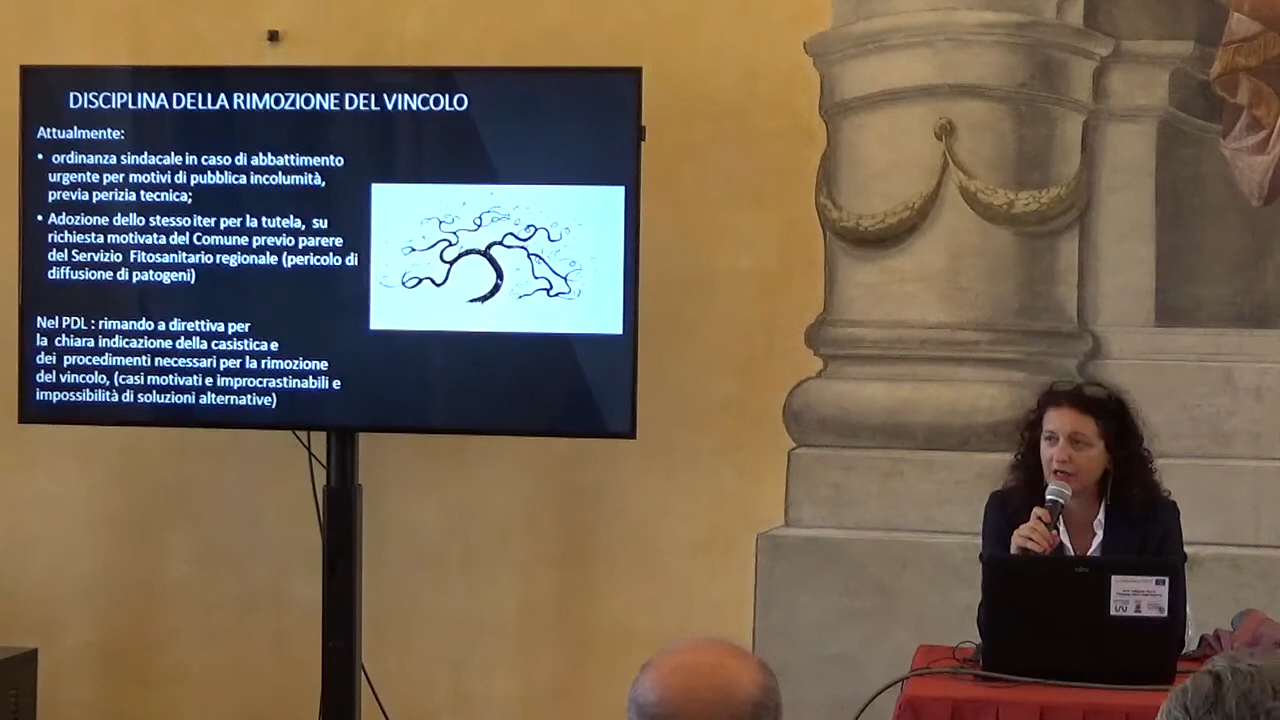 DISCIPLINA DELLA RIMOZIONE DEL VINCOLO
Attualmente:
• ordinanza sindacale in caso di abbattimento
urgente per motivi di pubblica incolumità,
previa perizia tecnica;
• Adozione dello stesso iter per la tutela, su
richiesta motivata del Comune previo parere
del Servizio Fitosanitario regionale (pericolo di
diffusione di patogeni)
Nel PDL : rimando a direttiva per
la chiara indicazione della casistica e
dei procedimenti necessari per la rimozione
del vincolo, (casi motivati e improcrastinabili e
impossibilità di soluzioni alternative)